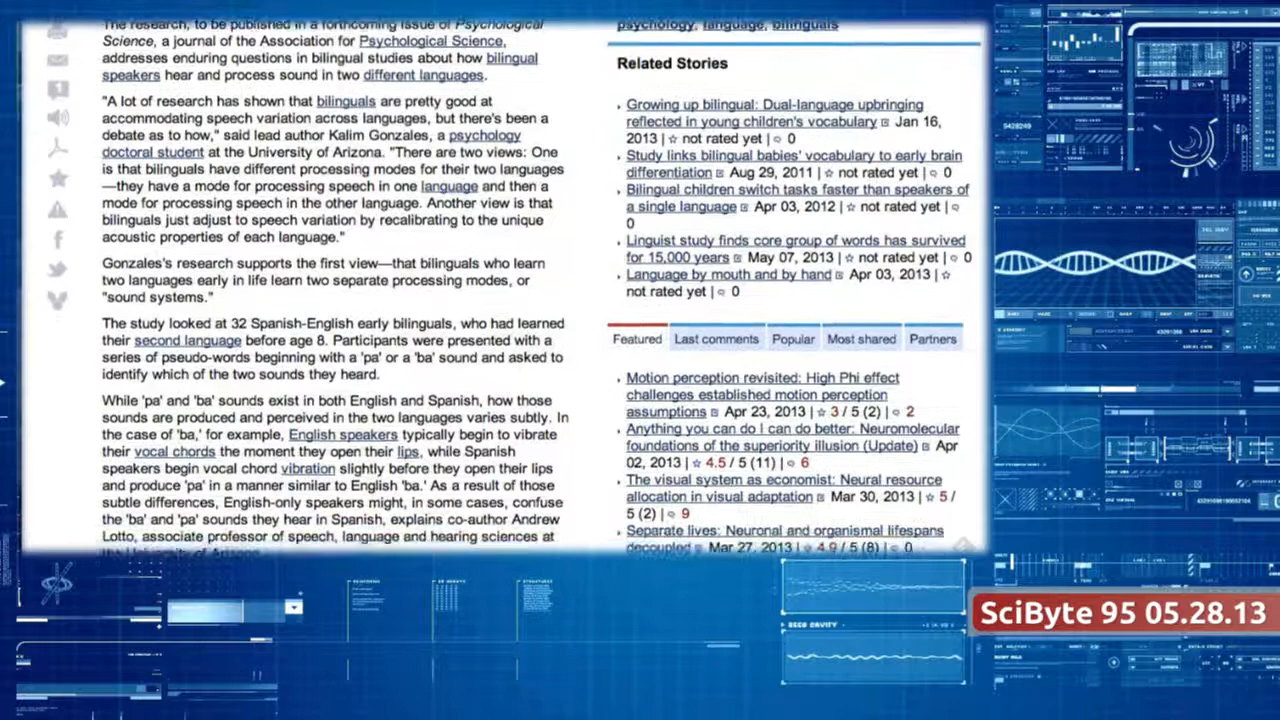 The research, to be published in a forthcoming issue of Psychological
Science, a journal of the Association for Psychological Science,
addresses enduring questions in bilingual studies about how bilingual
speakers hear and process sound in two different languages.
"A lot of research has shown that bilinguals are pretty good at
accommodating speech variation across languages, but there's been a
debate as to how," said lead author Kalim Gonzales, a psychology
doctoral student at the University of Arizona. "There are two views: One
is that bilinguals have different processing modes for their two languages
—they have a mode for processing speech in one language and then a
mode for processing speech in the other language. Another view is that
bilinguals just adjust to speech variation by recalibrating to the unique
acoustic properties of each language."
Gonzales's research supports the first view—that bilinguals who learn
two languages early in life learn two separate processing modes, or
"sound systems."
The study looked at 32 Spanish-English early bilinguals, who had learned
their second language before age 8. Participants were presented with a
series of pseudo-words beginning with a 'pa' or a 'ba' sound and asked to
identify which of the two sounds they heard.
While 'pa' and 'ba' sounds exist in both English and Spanish, how those
sounds are produced and perceived in the two languages varies subtly. In
the case of 'ba,' for example, English speakers typically begin to vibrate
their vocal chords the moment they open their lips, while Spanish
speakers begin vocal chord vibration slightly before they open their lips
and produce 'pa' in a manner similar to English 'ba.' As a result of those
subtle differences, English-only speakers might, in some cases, confuse
the 'ba' and 'pa' sounds they hear in Spanish, explains co-author Andrew
Lotto, associate professor of speech, language and hearing sciences at
the University of Arizona.
psychology, language, bilinguals
Related Stories
Growing up bilingual: Dual-language upbringing
reflected in young children's vocabulary Jan 16,
2013 | ☆ not rated yet | 0
Study links bilingual babies' vocabulary to early brain
differentiation Aug 29, 2011 | ☆ not rated yet | 0
Bilingual children switch tasks faster than speakers of
a single language Apr 03, 2012 | ☆ not rated yet |
0
Linguist study finds core group of words has survived
for 15,000 years May 07, 2013 | ☆ not rated yet | 0
Language by mouth and by hand Apr 03, 2013 | ☆
not rated yet | 0
Featured Last comments Popular Most shared Partners
Motion perception revisited: High Phi effect
challenges established motion perception
assumptions Apr 23, 2013 | ☆ 3 / 5 (2) | 2
Anything you can do I can do better: Neuromolecular
foundations of the superiority illusion (Update) Apr
02, 2013 | ☆ 4.5 / 5 (11) | 6
The visual system as economist: Neural resource
allocation in visual adaptation Mar 30, 2013 | ☆ 5 /
5 (2) | 9
Separate lives: Neuronal and organismal lifespans
decoupled Mar 27, 2013 | ☆ 4.9 / 5 (8) | 0
5428249
SciByte 95 05.28.13